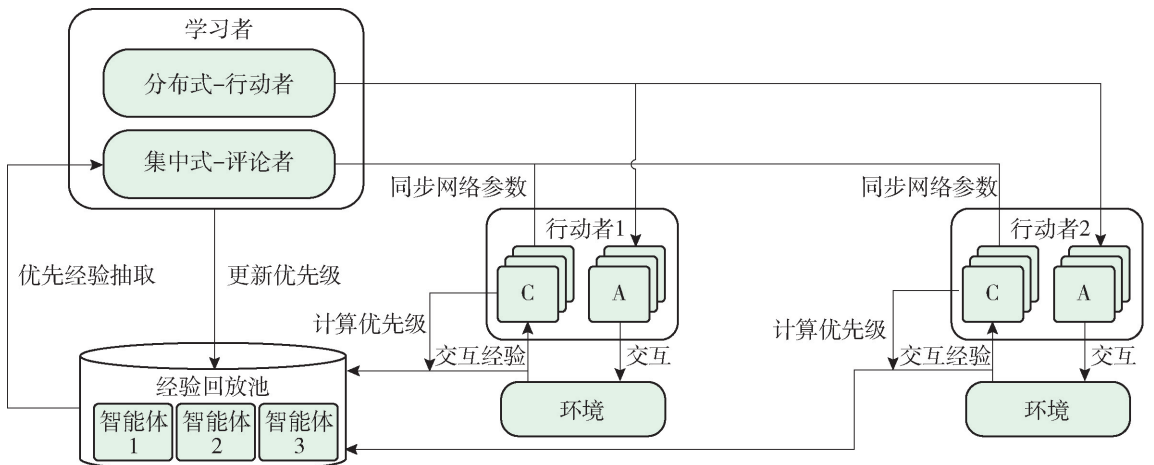 学习者
分布式-行动者
集中式-评论者
同步网络参数
同步网络参数
行动者1
行动者2
优先经验抽取
更新优先级
C
A
C
A
计算优先级
计算优先级
交互经验
交互
交互经验
交互
经验回放池
环境
环境
智能体
1
智能体
2
智能体
3